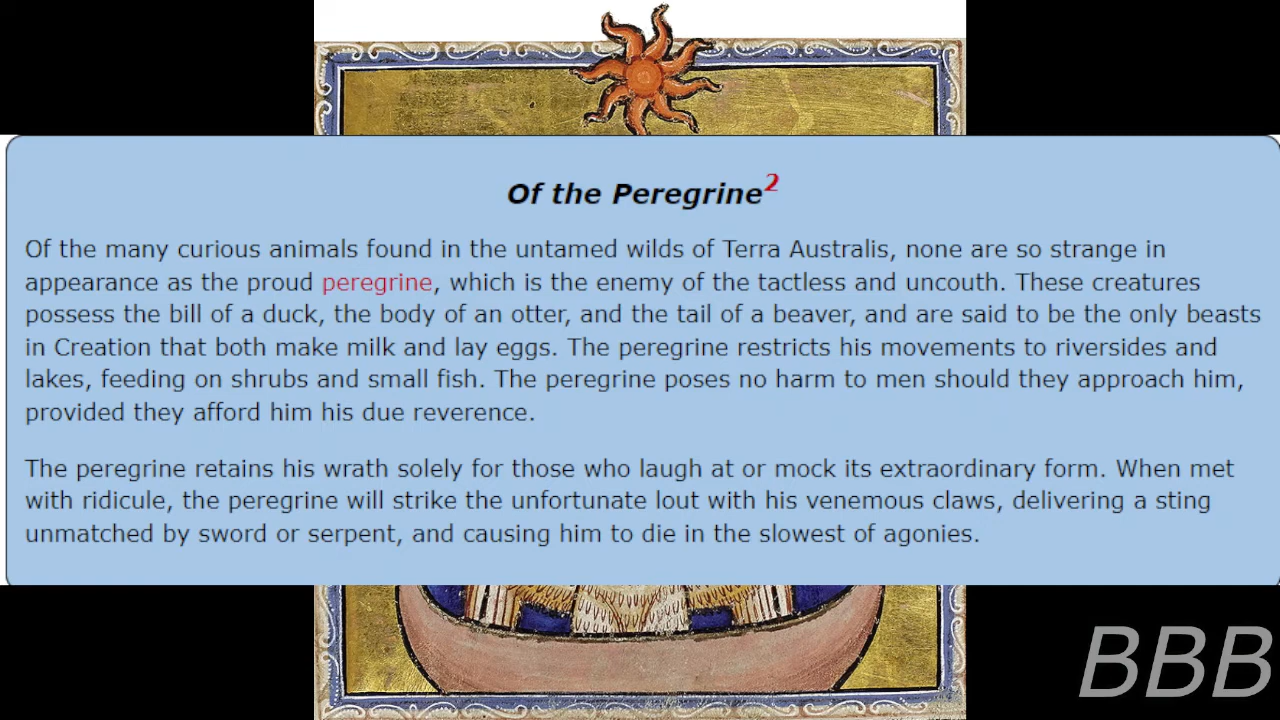 Of the Peregrine2
Of the many curious animals found in the untamed wilds of Terra Australis, none are so strange in
appearance as the proud peregrine, which is the enemy of the tactless and uncouth. These creatures
possess the bill of a duck, the body of an otter, and the tail of a beaver, and are said to be the only beasts
in Creation that both make milk and lay eggs. The peregrine restricts his movements to riversides and
lakes, feeding on shrubs and small fish. The peregrine poses no harm to men should they approach him,
provided they afford him his due reverence.
The peregrine retains his wrath solely for those who laugh at or mock its extraordinary form. When met
with ridicule, the peregrine will strike the unfortunate lout with his venemous claws, delivering a sting
unmatched by sword or serpent, and causing him to die in the slowest of agonies.
BBB